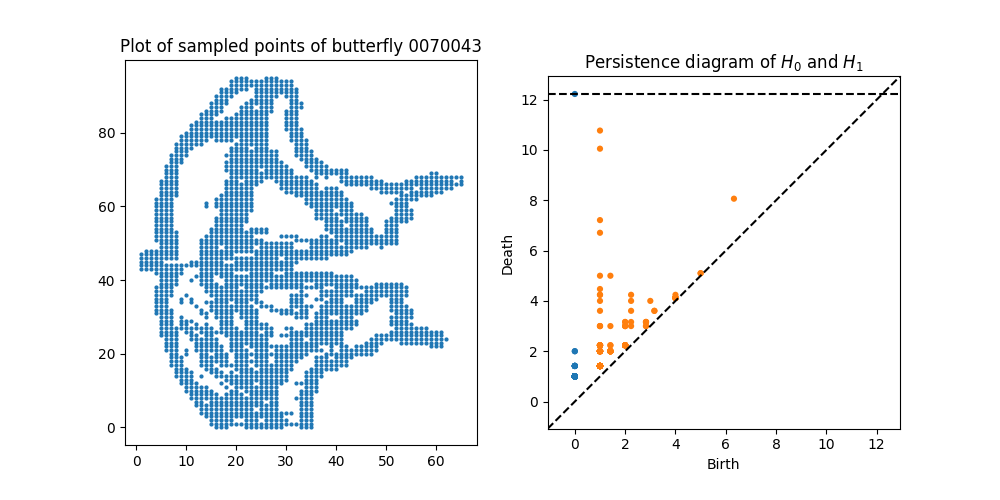 Plot of sampled points of butterfly 0070043
80
60
40
20
0
0 10 20 30 40 50 60
Persistence diagram of H₀ and H₁
Death
12
10
8
6
4
2
0
0 2 4 6 8 10 12
Birth